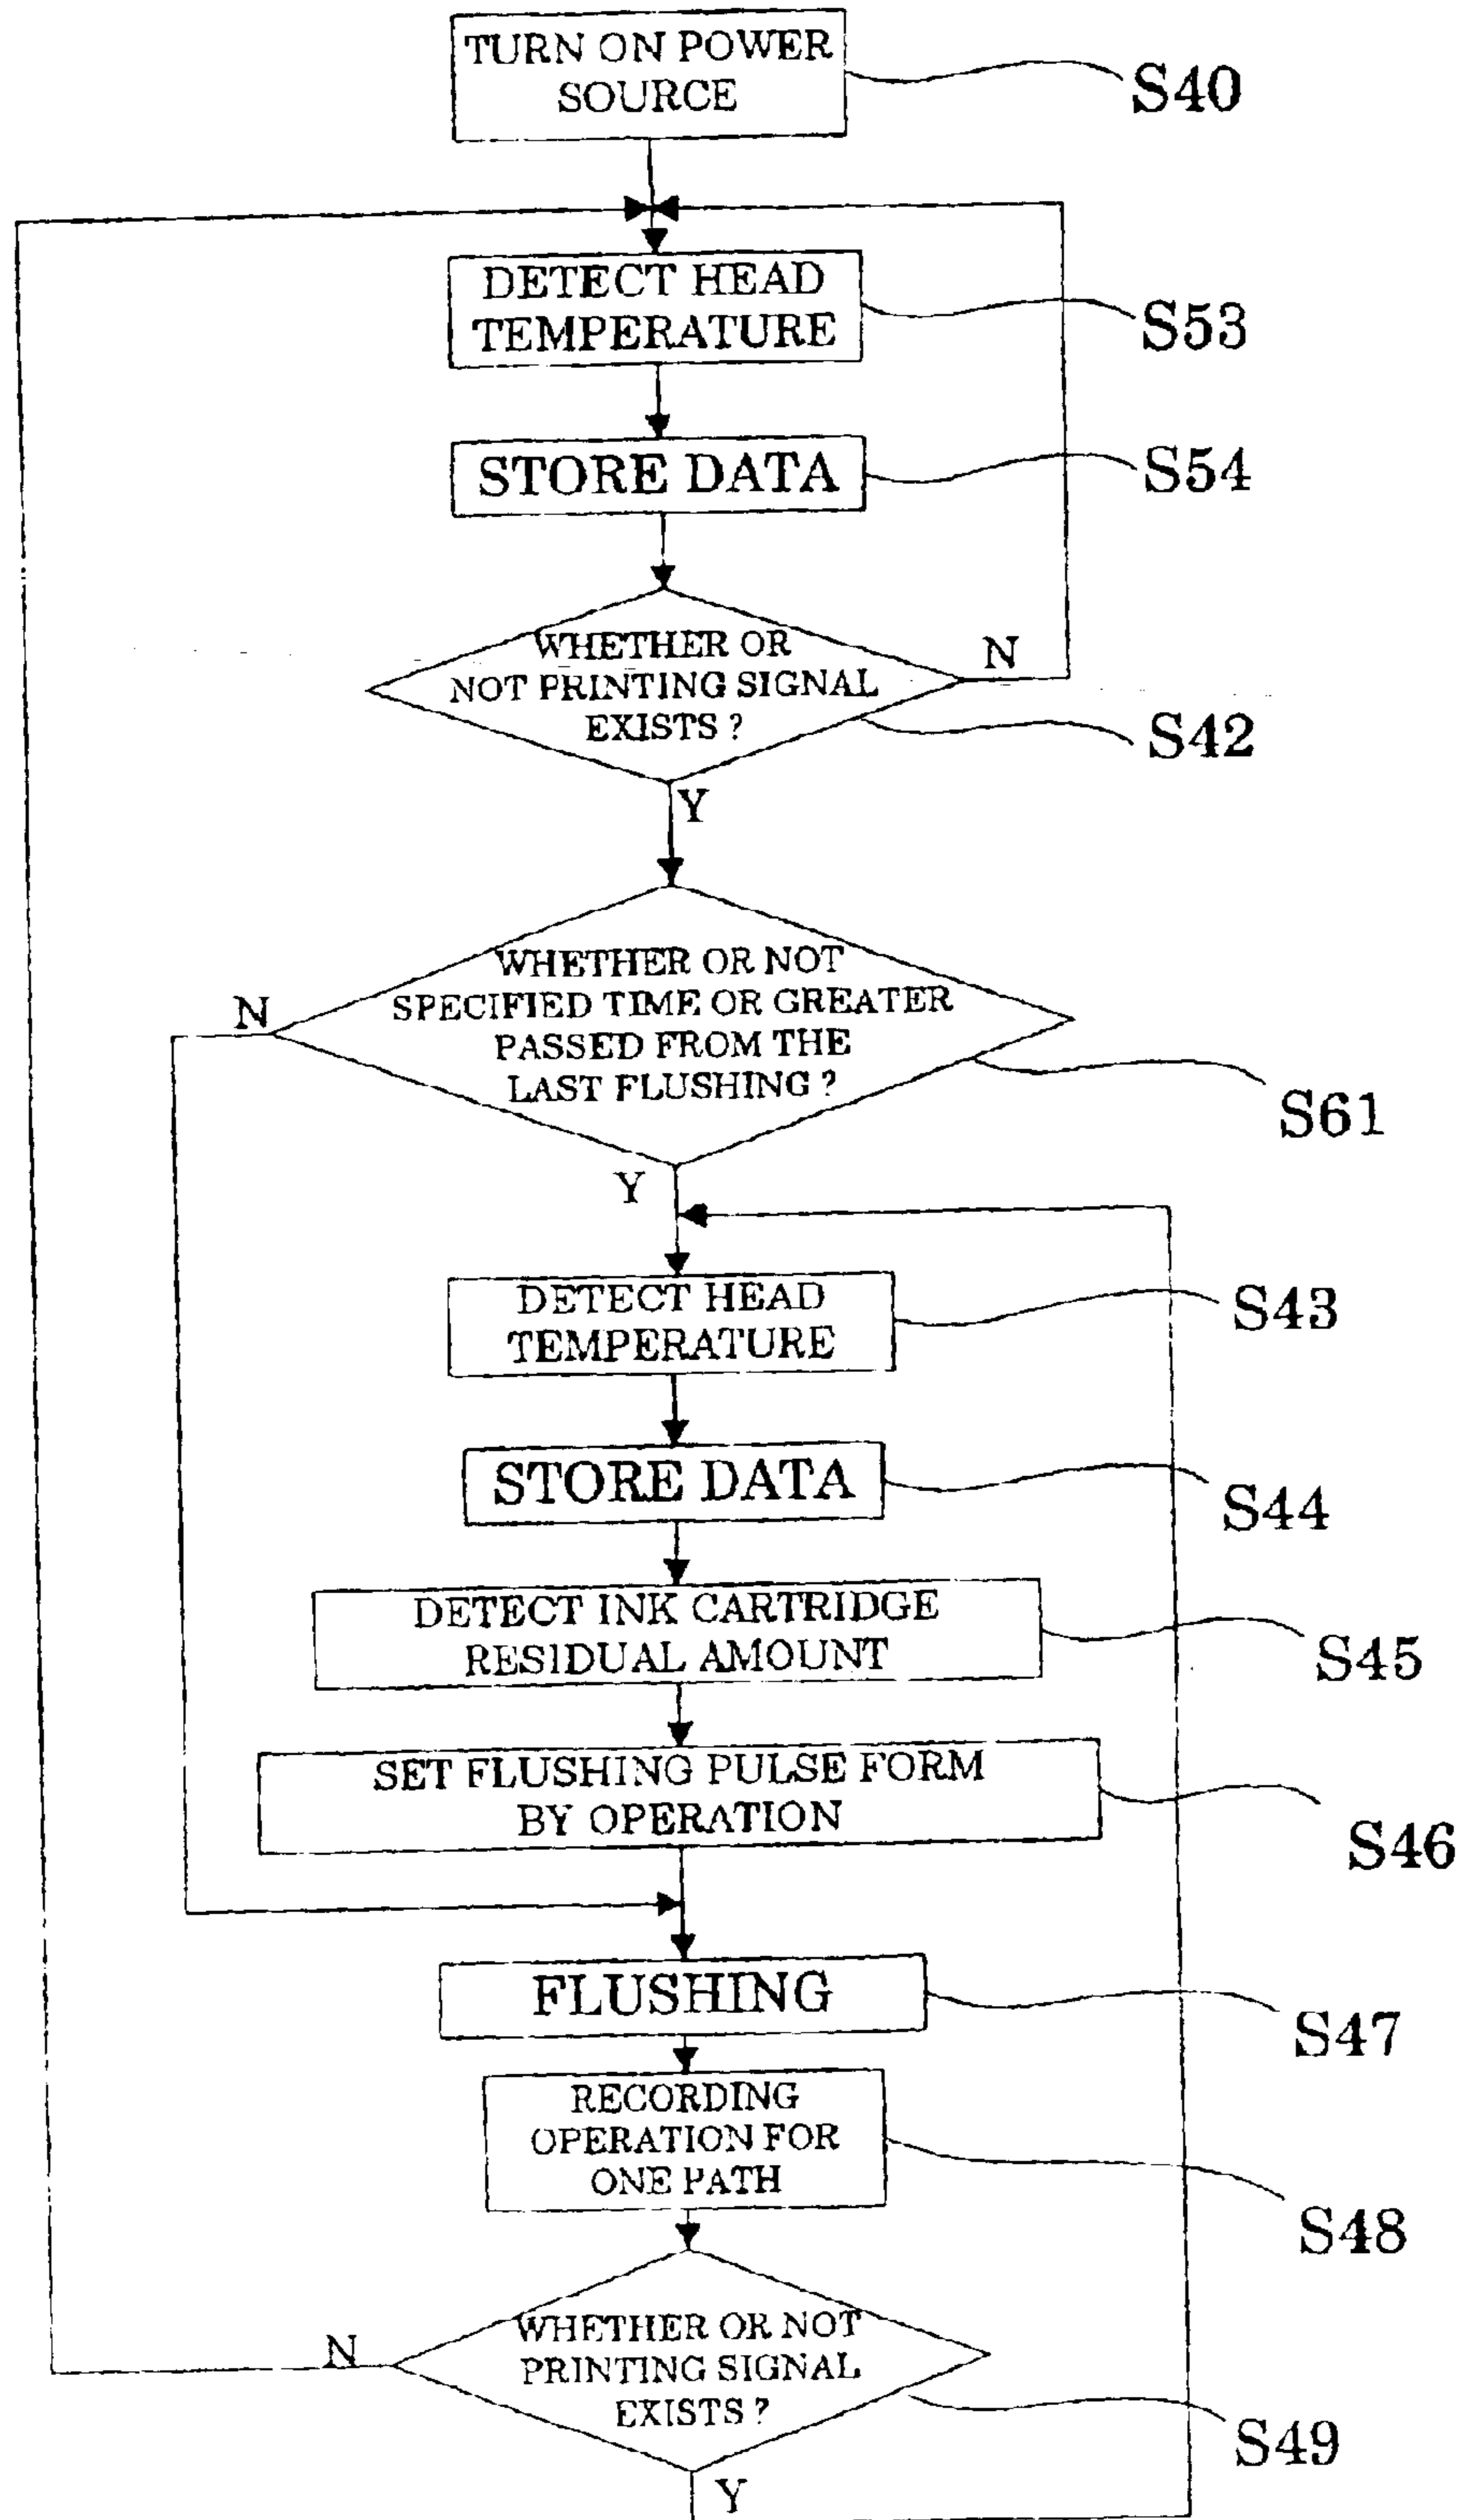 TURN ON POWER
SOURCE
S40
DETECT HEAD
TEMPERATURE
S53
STORE DATA
S54
WHETHER OR
NOT PRINTING SIGNAL
EXISTS ?
N
S42
Y
WHETHER OR NOT
SPECIFIED TIME OR GREATER
PASSED FROM THE
LAST FLUSHING ?
N
S61
Y
DETECT HEAD
TEMPERATURE
S43
STORE DATA
S44
DETECT INK CARTRIDGE
RESIDUAL AMOUNT
S45
SET FLUSHING PULSE FORM
BY OPERATION
S46
FLUSHING
S47
RECORDING
OPERATION FOR
ONE PATH
S48
WHETHER OR NOT
PRINTING SIGNAL
EXISTS ?
N
S49
Y